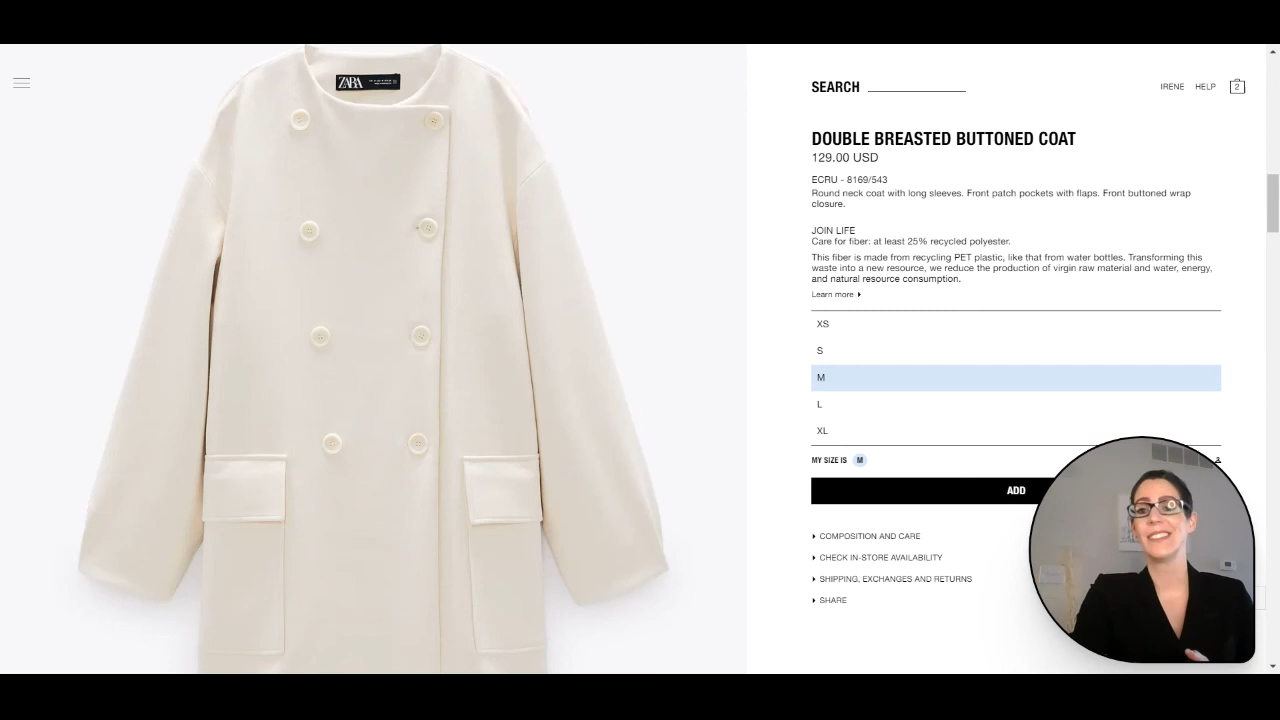 ZARA
SEARCH
IRENE HELP 2
DOUBLE BREASTED BUTTONED COAT
129.00 USD
ECRU - 8169/543
Round neck coat with long sleeves. Front patch pockets with flaps. Front buttoned wrap
closure.
JOIN LIFE
Care for fiber: at least 25% recycled polyester.
This fiber is made from recycling PET plastic, like that from water bottles. Transforming this
waste into a new resource, we reduce the production of virgin raw material and water, energy,
and natural resource consumption.
Learn more
XS
S
M
L
XL
MY SIZE IS M
ADD
COMPOSITION AND CARE
CHECK IN-STORE AVAILABILITY
SHIPPING, EXCHANGES AND RETURNS
SHARE